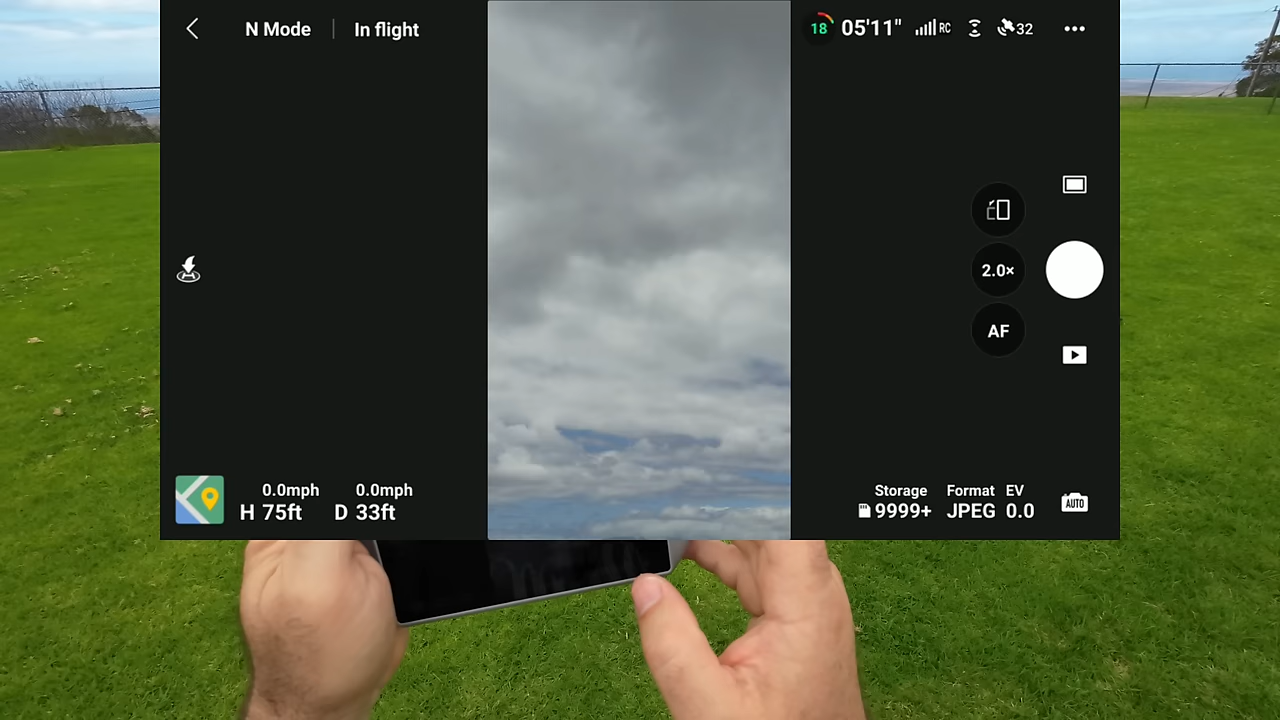 N Mode | In flight
18 05'11" RC 32
2.0×
AF
0.0mph 0.0mph
H 75ft D 33ft
Storage Format EV
9999+ JPEG 0.0
AUTO